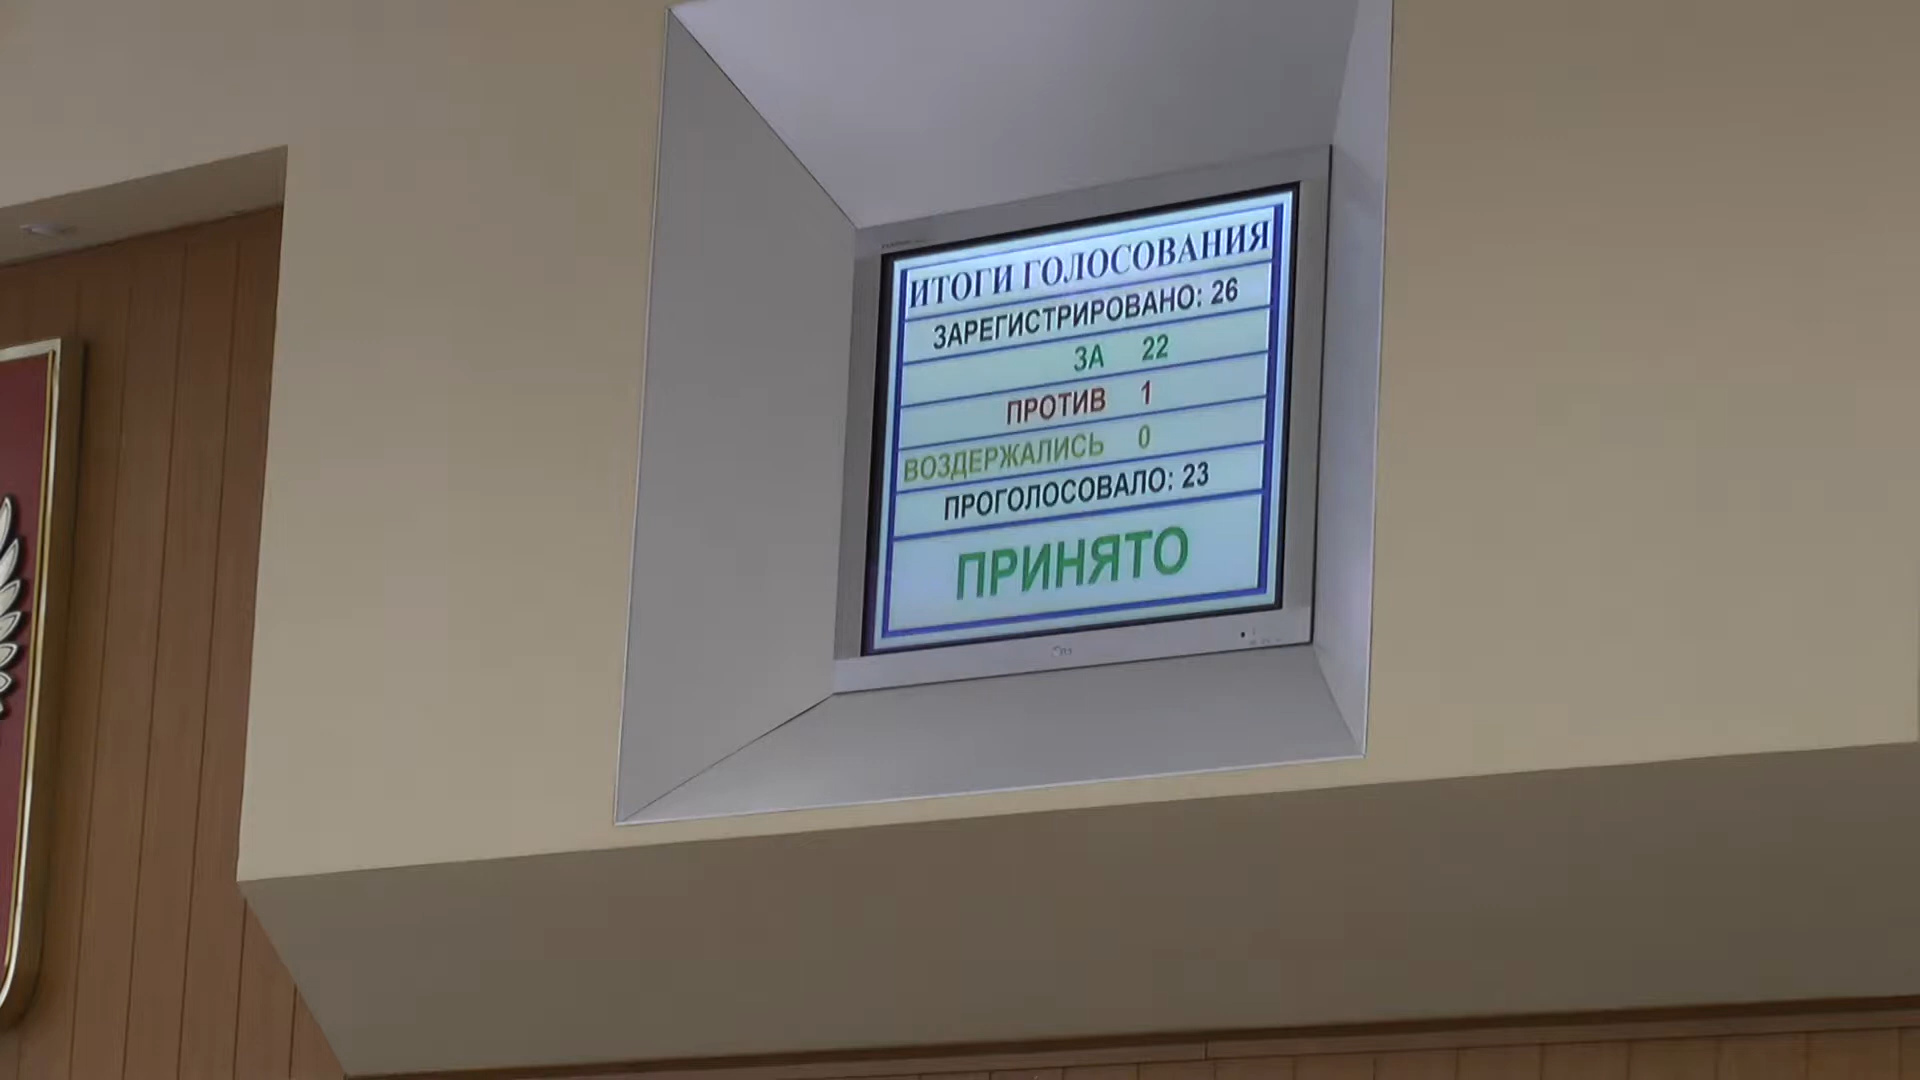 ИТОГИ ГОЛОСОВАНИЯ
ЗАРЕГИСТРИРОВАНО: 26
ЗА 22
ПРОТИВ 1
ВОЗДЕРЖАЛИСЬ 0
ПРОГОЛОСОВАЛО: 23
ПРИНЯТО